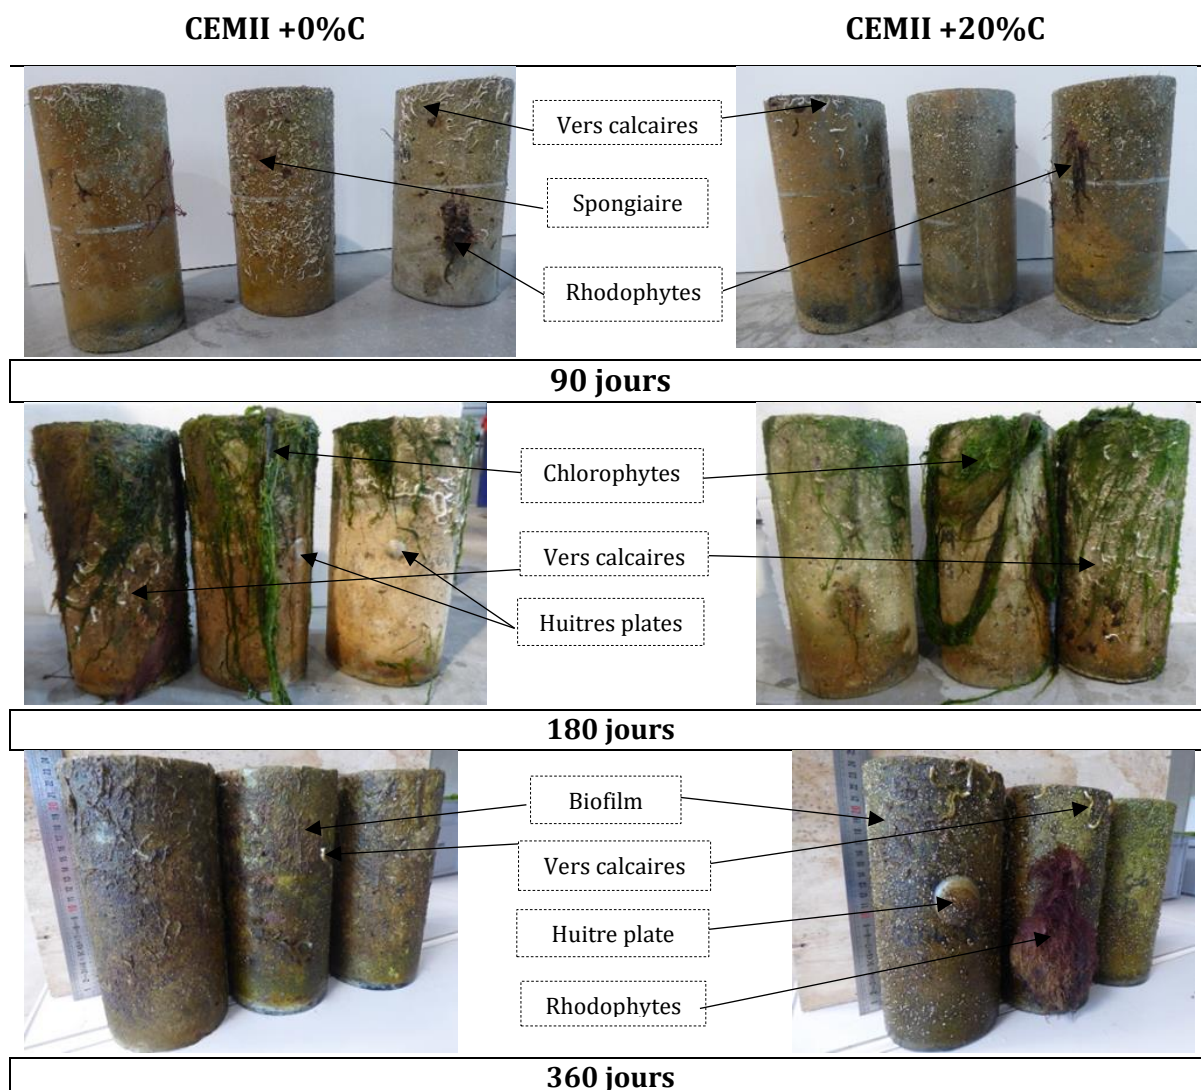 CEMII +0%C
CEMII +20%C
Vers calcaires
Spongiaire
Rhodophytes
90 jours
Chlorophytes
Vers calcaires
Huitres plates
180 jours
Biofilm
Vers calcaires
Huitre plate
Rhodophytes
360 jours